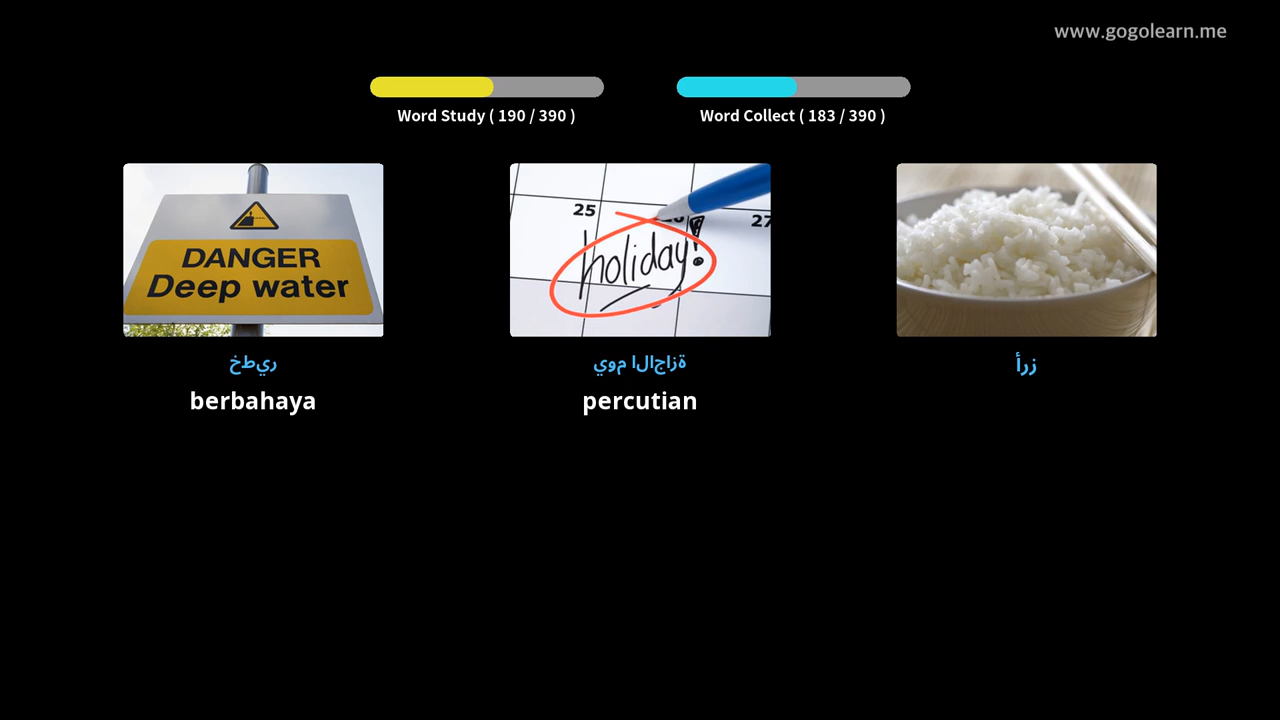 www.gogolearn.me
Word Study ( 190 / 390 )
Word Collect ( 183 / 390 )
DANGER
Deep water
25
27
holiday!
خطير
يوم الاجازة
أرز
berbahaya
percutian